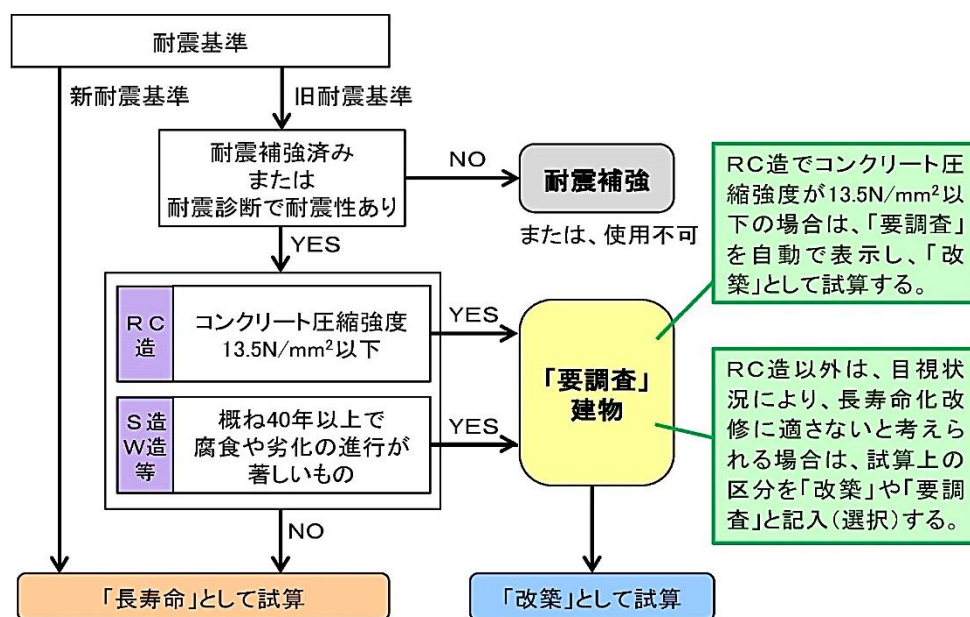 耐震基準
新耐震基準
旧耐震基準
耐震補強済み
または
耐震診断で耐震性あり
NO
耐震補強
または、使用不可
YES
RC
造
コンクリート圧縮強度
13.5N/mm²以下
YES
S造
W造
等
概ね40年以上で
腐食や劣化の進行が
著しいもの
YES
「要調査」
建物
NO
「長寿命」として試算
「改築」として試算
RC造でコンクリート圧
縮強度が13.5N/mm²以
下の場合は、「要調査」
を自動で表示し、「改
築」として試算する。
RC造以外は、目視状
況により、長寿命化改
修に適さないと考えら
れる場合は、試算上の
区分を「改築」や「要調
査」と記入(選択)する。